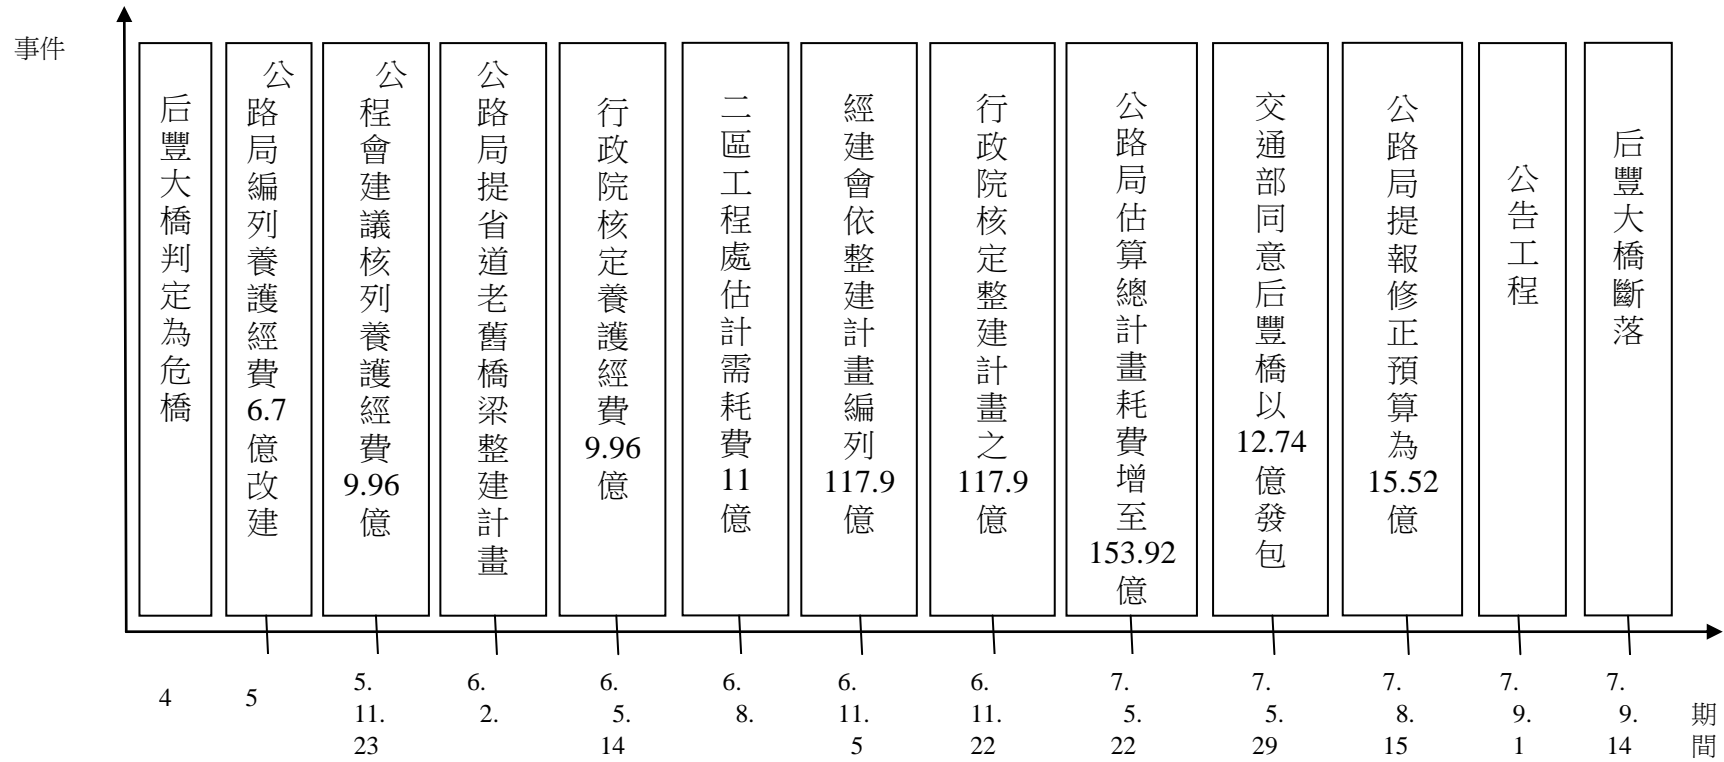 事件
后豐大橋判定為危橋
公路局編列養護經費6.7億改建
公程會建議核列養護經費9.96億
公路局提省道老舊橋梁整建計畫
行政院核定養護經費9.96億
二區工程處估計需耗費11億
經建會依整建計畫編列117.9億
行政院核定整建計畫之117.9億
公路局估算總計畫耗費增至153.92億
交通部同意后豐橋以12.74億發包
公路局提報修正預算為15.52億
公告工程
后豐大橋斷落
4
5
5.11.23
6.2.
6.5.14
6.8.
6.11.5
6.11.22
7.5.22
7.5.29
7.8.15
7.9.1
7.9.14
期間